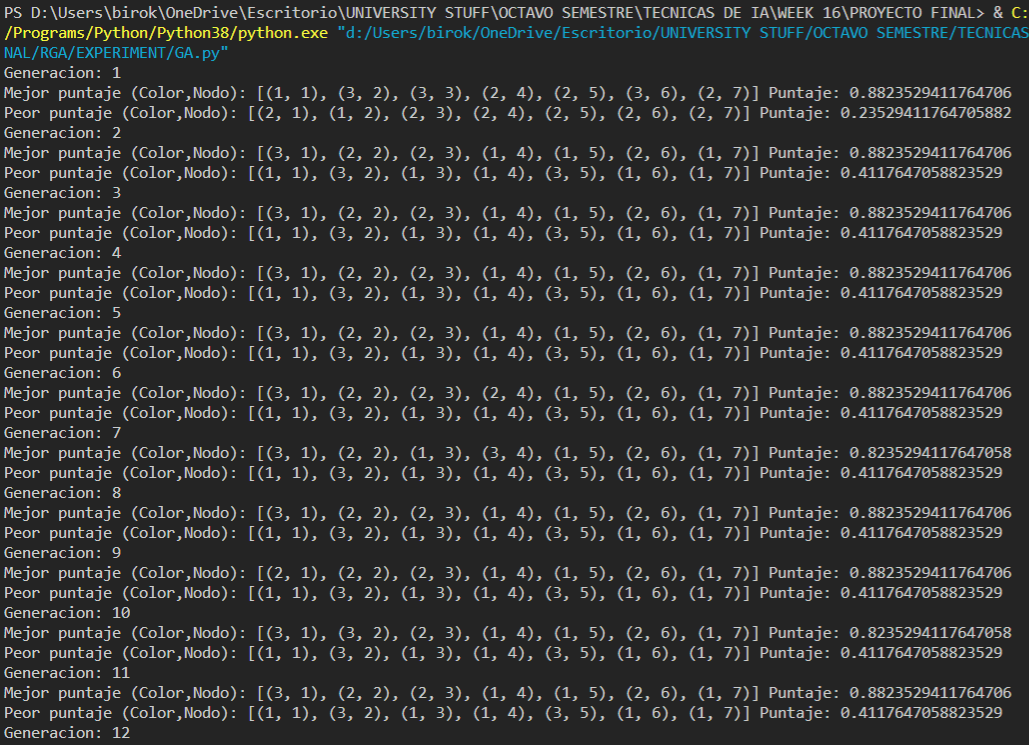 PS D:\Users\birok\OneDrive\Escritorio\UNIVERSITY STUFF\OCTAVO SEMESTRE\TECNICAS DE IA\WEEK 16\PROYECTO FINAL> & C:
/Programs/Python/Python38/python.exe "d:/Users/birok/OneDrive/Escritorio/UNIVERSITY STUFF/OCTAVO SEMESTRE/TECNICAS
NAL/RGA/EXPERIMENT/GA.py"
Generacion: 1
Mejor puntaje (Color,Nodo): [(1, 1), (3, 2), (3, 3), (2, 4), (2, 5), (3, 6), (2, 7)] Puntaje: 0.8823529411764706
Peor puntaje (Color,Nodo): [(2, 1), (1, 2), (2, 3), (2, 4), (2, 5), (2, 6), (2, 7)] Puntaje: 0.23529411764705882
Generacion: 2
Mejor puntaje (Color,Nodo): [(3, 1), (2, 2), (2, 3), (1, 4), (1, 5), (2, 6), (1, 7)] Puntaje: 0.8823529411764706
Peor puntaje (Color,Nodo): [(1, 1), (3, 2), (1, 3), (1, 4), (3, 5), (1, 6), (1, 7)] Puntaje: 0.4117647058823529
Generacion: 3
Mejor puntaje (Color,Nodo): [(3, 1), (2, 2), (2, 3), (1, 4), (1, 5), (2, 6), (1, 7)] Puntaje: 0.8823529411764706
Peor puntaje (Color,Nodo): [(1, 1), (3, 2), (1, 3), (1, 4), (3, 5), (1, 6), (1, 7)] Puntaje: 0.4117647058823529
Generacion: 4
Mejor puntaje (Color,Nodo): [(3, 1), (2, 2), (2, 3), (1, 4), (1, 5), (2, 6), (1, 7)] Puntaje: 0.8823529411764706
Peor puntaje (Color,Nodo): [(1, 1), (3, 2), (1, 3), (1, 4), (3, 5), (1, 6), (1, 7)] Puntaje: 0.4117647058823529
Generacion: 5
Mejor puntaje (Color,Nodo): [(3, 1), (2, 2), (2, 3), (1, 4), (1, 5), (2, 6), (1, 7)] Puntaje: 0.8823529411764706
Peor puntaje (Color,Nodo): [(1, 1), (3, 2), (1, 3), (1, 4), (3, 5), (1, 6), (1, 7)] Puntaje: 0.4117647058823529
Generacion: 6
Mejor puntaje (Color,Nodo): [(3, 1), (2, 2), (2, 3), (2, 4), (1, 5), (2, 6), (1, 7)] Puntaje: 0.8823529411764706
Peor puntaje (Color,Nodo): [(1, 1), (3, 2), (1, 3), (1, 4), (3, 5), (1, 6), (1, 7)] Puntaje: 0.4117647058823529
Generacion: 7
Mejor puntaje (Color,Nodo): [(3, 1), (2, 2), (1, 3), (3, 4), (1, 5), (2, 6), (1, 7)] Puntaje: 0.8235294117647058
Peor puntaje (Color,Nodo): [(1, 1), (3, 2), (1, 3), (1, 4), (3, 5), (1, 6), (1, 7)] Puntaje: 0.4117647058823529
Generacion: 8
Mejor puntaje (Color,Nodo): [(3, 1), (2, 2), (2, 3), (1, 4), (1, 5), (2, 6), (1, 7)] Puntaje: 0.8823529411764706
Peor puntaje (Color,Nodo): [(1, 1), (3, 2), (1, 3), (1, 4), (3, 5), (1, 6), (1, 7)] Puntaje: 0.4117647058823529
Generacion: 9
Mejor puntaje (Color,Nodo): [(2, 1), (2, 2), (2, 3), (1, 4), (1, 5), (2, 6), (1, 7)] Puntaje: 0.8823529411764706
Peor puntaje (Color,Nodo): [(1, 1), (3, 2), (1, 3), (1, 4), (3, 5), (1, 6), (1, 7)] Puntaje: 0.4117647058823529
Generacion: 10
Mejor puntaje (Color,Nodo): [(3, 1), (3, 2), (2, 3), (1, 4), (1, 5), (2, 6), (1, 7)] Puntaje: 0.8235294117647058
Peor puntaje (Color,Nodo): [(1, 1), (3, 2), (1, 3), (1, 4), (3, 5), (1, 6), (1, 7)] Puntaje: 0.4117647058823529
Generacion: 11
Mejor puntaje (Color,Nodo): [(3, 1), (2, 2), (2, 3), (1, 4), (1, 5), (2, 6), (1, 7)] Puntaje: 0.8823529411764706
Peor puntaje (Color,Nodo): [(1, 1), (3, 2), (1, 3), (1, 4), (3, 5), (1, 6), (1, 7)] Puntaje: 0.4117647058823529
Generacion: 12